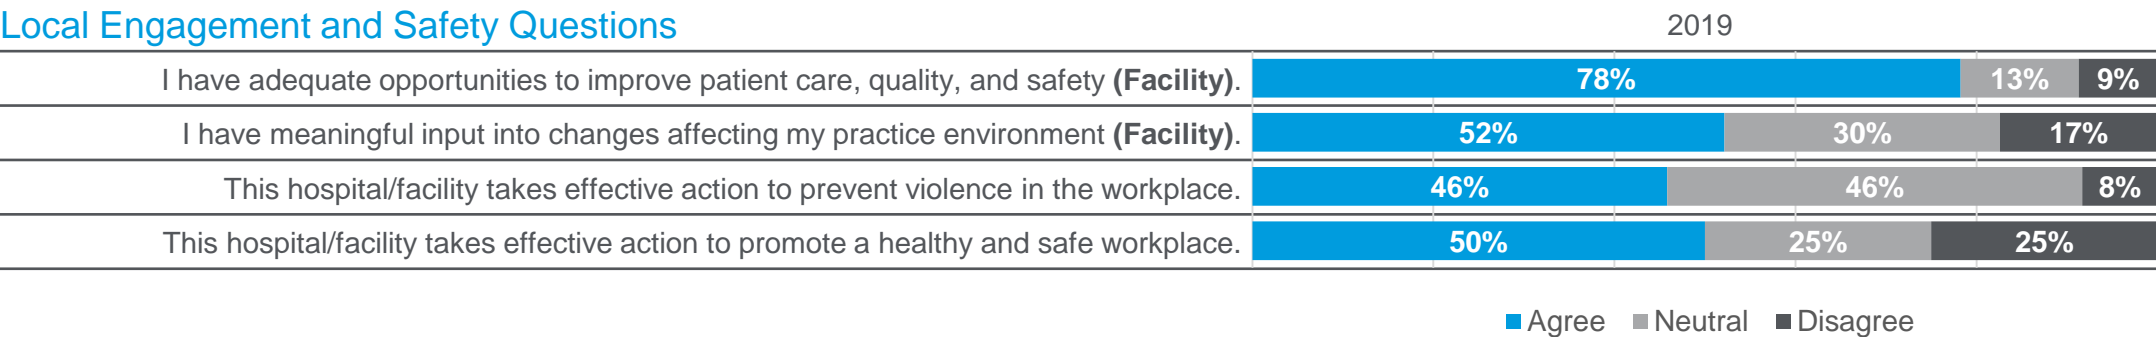 Local Engagement and Safety Questions 2019
I have adequate opportunities to improve patient care, quality, and safety (Facility). 78% 13% 9%
I have meaningful input into changes affecting my practice environment (Facility). 52% 30% 17%
This hospital/facility takes effective action to prevent violence in the workplace. 46% 46% 8%
This hospital/facility takes effective action to promote a healthy and safe workplace. 50% 25% 25%
Agree Neutral Disagree